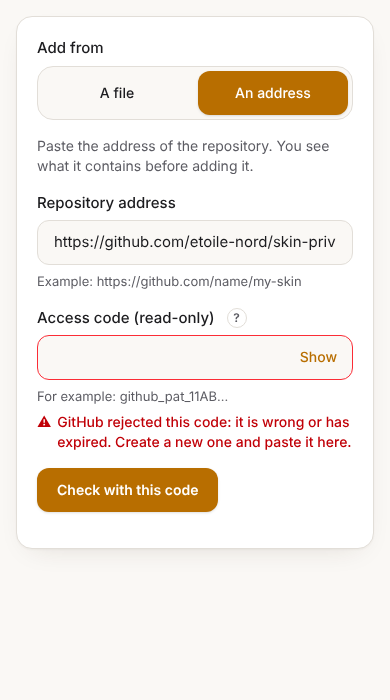 Add from
A file
An address
Paste the address of the repository. You see
what it contains before adding it.
Repository address
https://github.com/etoile-nord/skin-priv
Example: https://github.com/name/my-skin
Access code (read-only) ?
Show
For example: github_pat_11AB...
GitHub rejected this code: it is wrong or has
expired. Create a new one and paste it here.
Check with this code